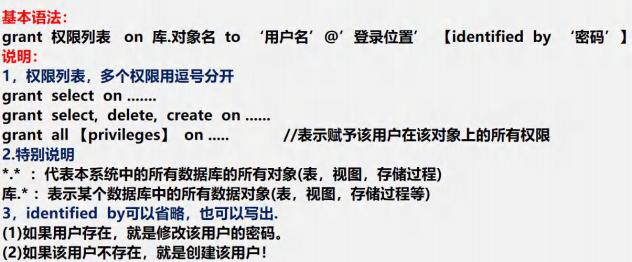 基本语法：
grant 权限列表 on 库.对象名 to ‘用户名’@’登录位置’ 【identified by ‘密码’】
说明：
1，权限列表，多个权限用逗号分开
grant select on .......
grant select, delete, create on ......
grant all 【privileges】 on ..... //表示赋予该用户在该对象上的所有权限
2.特别说明
*.* ：代表本系统中的所有数据库的所有对象(表，视图，存储过程)
库.*：表示某个数据库中的所有数据对象(表，视图，存储过程等)
3，identified by可以省略，也可以写出.
(1)如果用户存在，就是修改该用户的密码。
(2)如果该用户不存在，就是创建该用户！